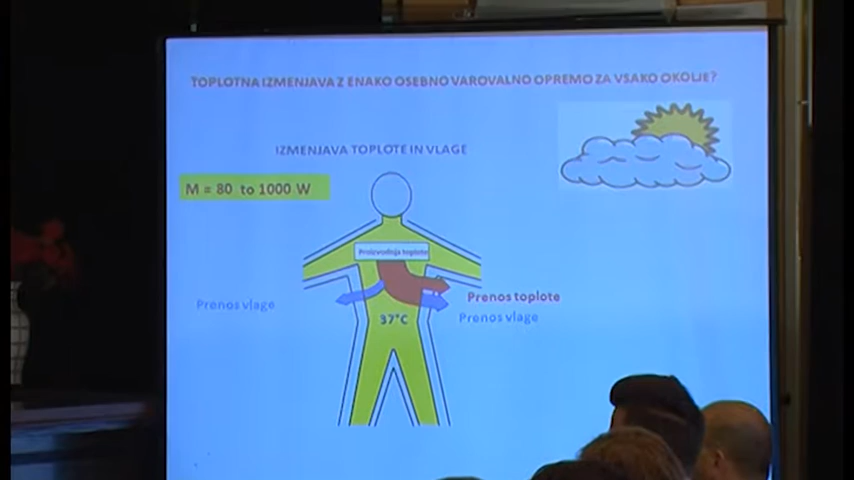 TOPLOTNA IZMENJAVA Z ENAKO OSEBNO VAROVALNO OPREMO ZA VSAKO OKOLJE?
IZMENJAVA TOPLOTE IN VLAGE
M = 80 to 1000 W
Proizvodnja toplote
Prenos vlage
Prenos toplote
37°C
Prenos vlage